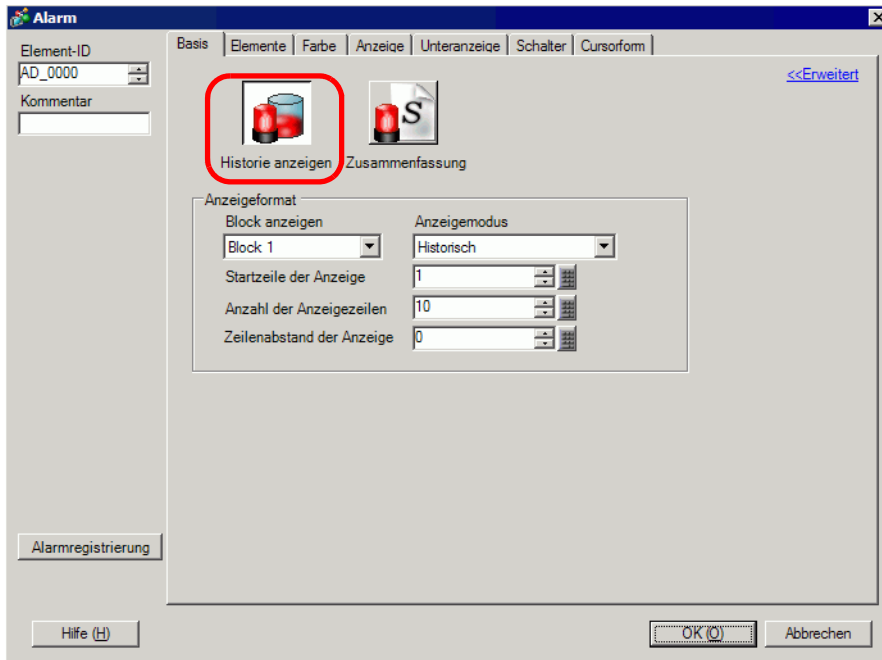 Alarm
Element-ID
AD_0000
Kommentar
Basis Elemente Farbe Anzeige Unteranzeige Schalter Cursorform
<<Erweitert
S
Historie anzeigen Zusammenfassung
Anzeigeformat
Block anzeigen Anzeigemodus
Block 1 Historisch
Startzeile der Anzeige 1
Anzahl der Anzeigezeilen 10
Zeilenabstand der Anzeige 0
Alarmregistrierung
Hilfe (H) OK (O) Abbrechen